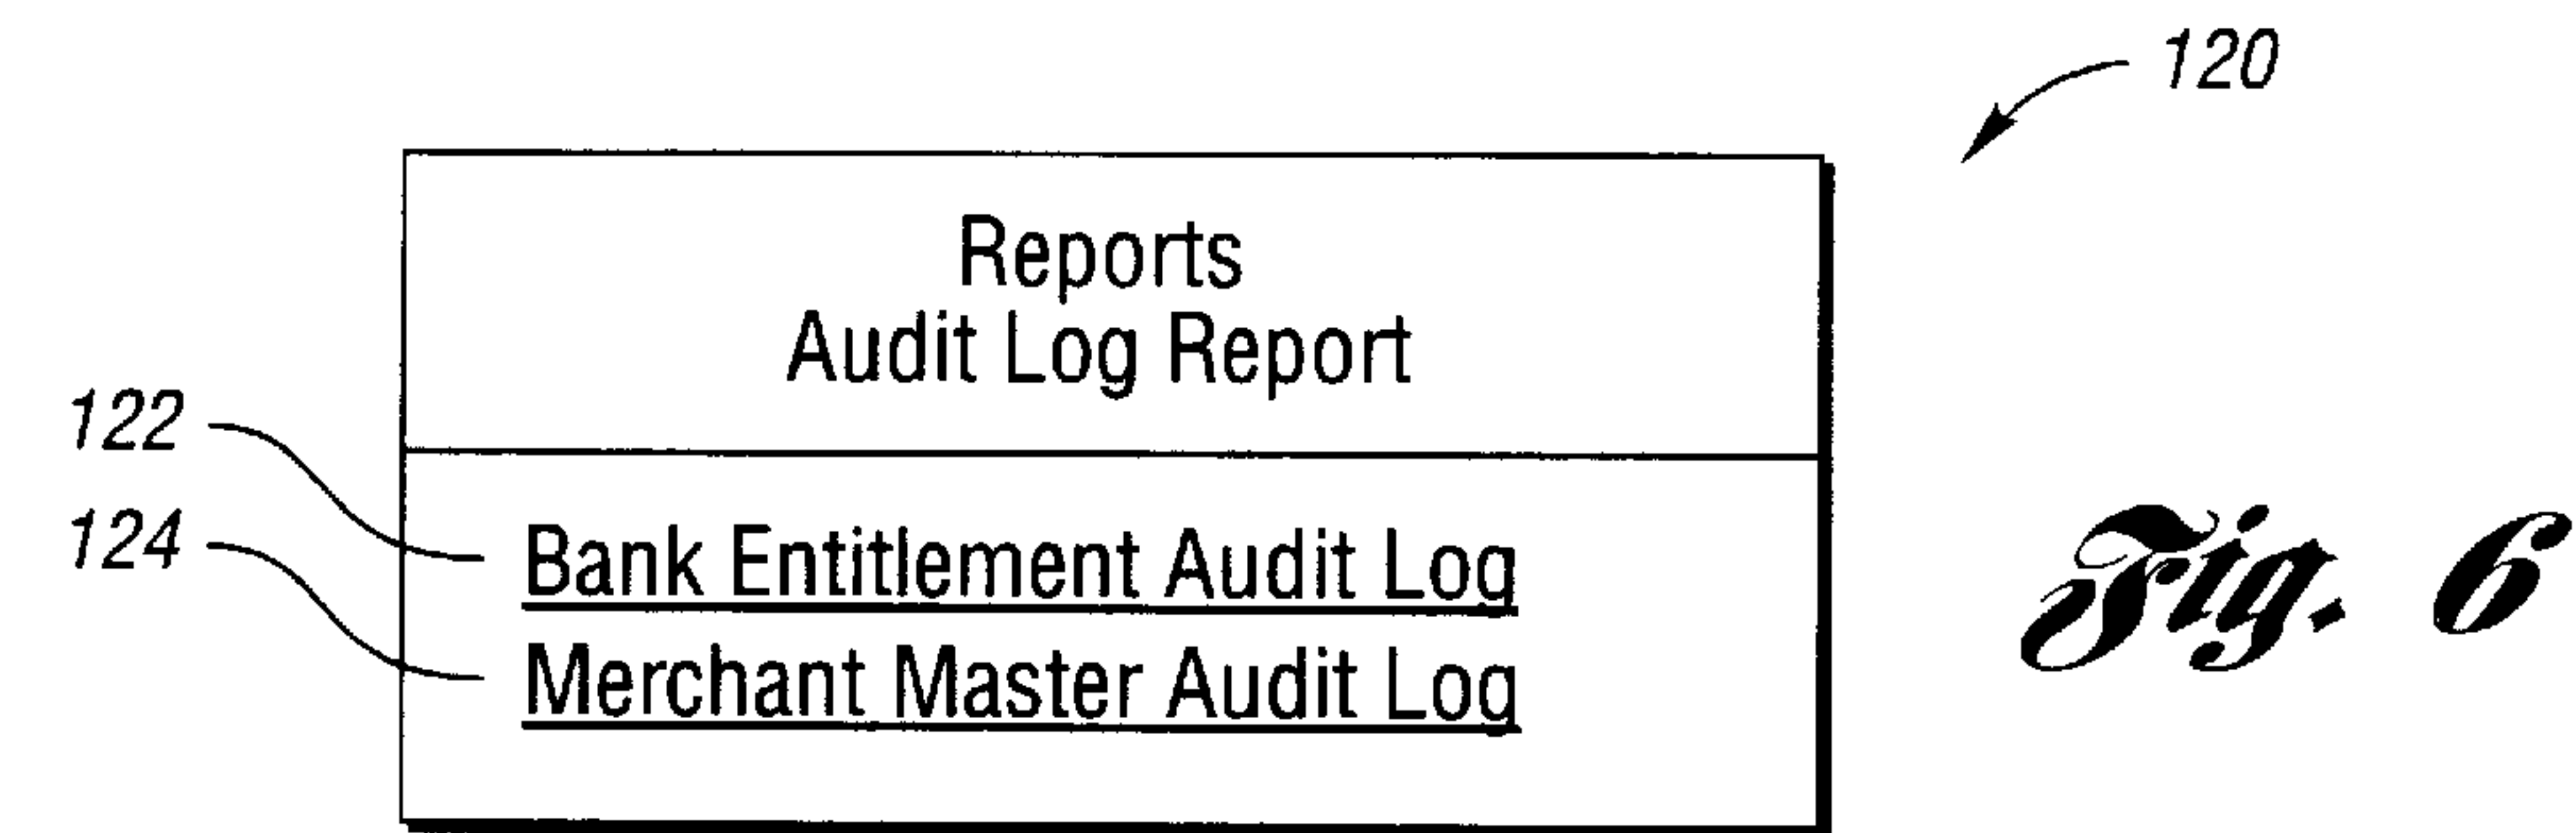 120
Reports
Audit Log Report
122
Bank Entitlement Audit Log
124
Merchant Master Audit Log
Fig. 6